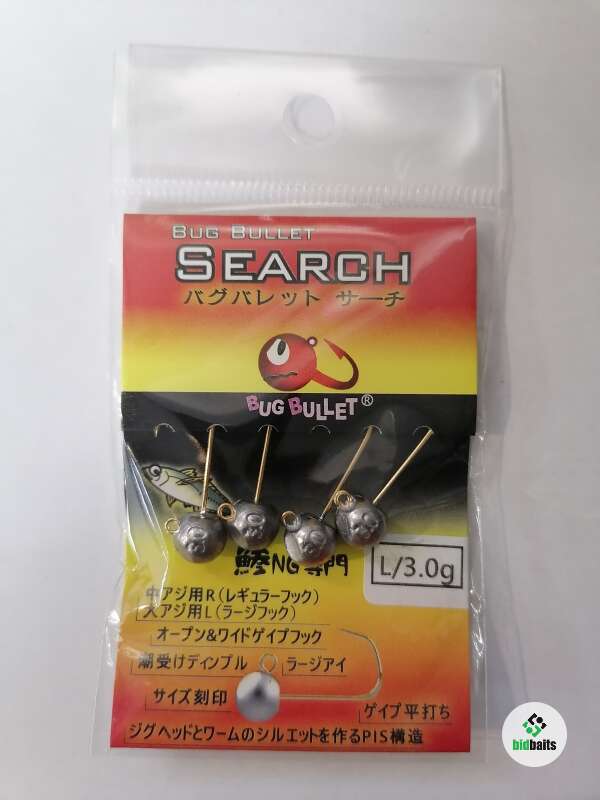 BUG BULLET
SEARCH
バグバレット サーチ
BUG BULLET®
鯵NG専門
L/3.0g
中アジ用R(レギュラーフック)
大アジ用L(ラージフック)
オープン&ワイドゲイプフック
潮受けディンプル
ラージアイ
サイズ刻印
ゲイプ平打ち
ジグヘッドとワームのシルエットを作るPIS構造
bidbaits